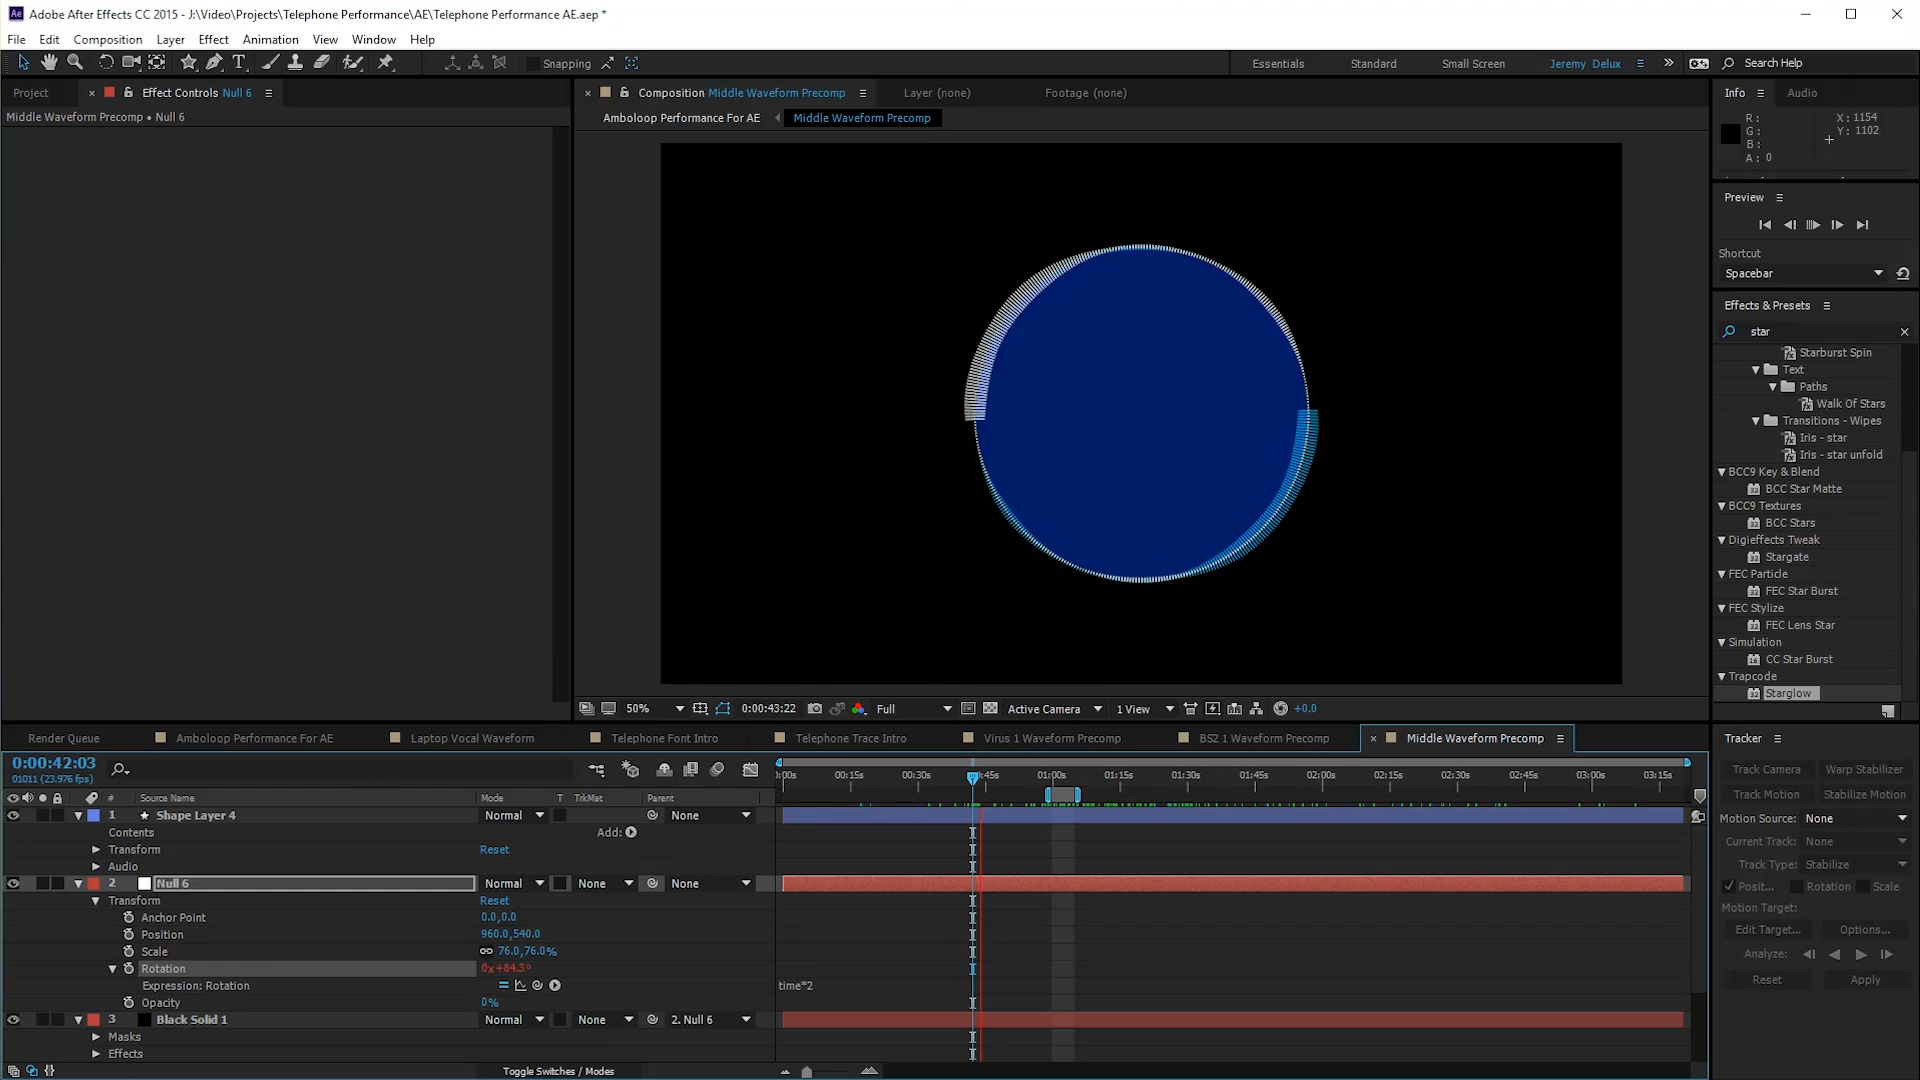 Adobe After Effects CC 2015 - J:\Video\Projects\Telephone Performance\AE\Telephone Performance AE.aep *
File Edit Composition Layer Effect Animation View Window Help
Snapping
Essentials Standard Small Screen Jeremy Delux Search Help
Project Effect Controls Null 6
Middle Waveform Precomp • Null 6
Composition Middle Waveform Precomp Layer (none) Footage (none)
Amboloop Performance For AE Middle Waveform Precomp
Info Audio
R: X: 1154
G: Y: 1102
B:
A: 0
Preview
Shortcut
Spacebar
Effects & Presets
star
Starburst Spin
Text
Paths
Walk Of Stars
Transitions - Wipes
Iris - star
Iris - star unfold
BCC9 Key & Blend
BCC Star Matte
BCC9 Textures
BCC Stars
Digieffects Tweak
Stargate
FEC Particle
FEC Star Burst
FEC Stylize
FEC Lens Star
Simulation
CC Star Burst
Trapcode
Starglow
50% 0:00:43:22 Full Active Camera 1 View +0.0
Render Queue Amboloop Performance For AE Laptop Vocal Waveform Telephone Font Intro Telephone Trace Intro Virus 1 Waveform Precomp BS2 1 Waveform Precomp Middle Waveform Precomp
0:00:42:03
01011 (23.976 fps)
:00s 00:15s 00:30s :45s 01:00s 01:15s 01:30s 01:45s 02:00s 02:15s 02:30s 02:45s 03:00s 03:15s
# Source Name Mode T TrkMat Parent
1 Shape Layer 4 Normal None
Contents Add:
Transform Reset
Audio
2 Null 6 Normal None None
Transform Reset
Anchor Point 0.0,0.0
Position 960.0,540.0
Scale 76.0,76.0%
Rotation 0x+84.3°
Expression: Rotation time*2
Opacity 0%
3 Black Solid 1 Normal None 2. Null 6
Masks
Effects
Toggle Switches / Modes
Tracker
Track Camera Warp Stabilizer
Track Motion Stabilize Motion
Motion Source: None
Current Track: None
Track Type: Stabilize
Posit... Rotation Scale
Motion Target:
Edit Target... Options...
Analyze:
Reset Apply